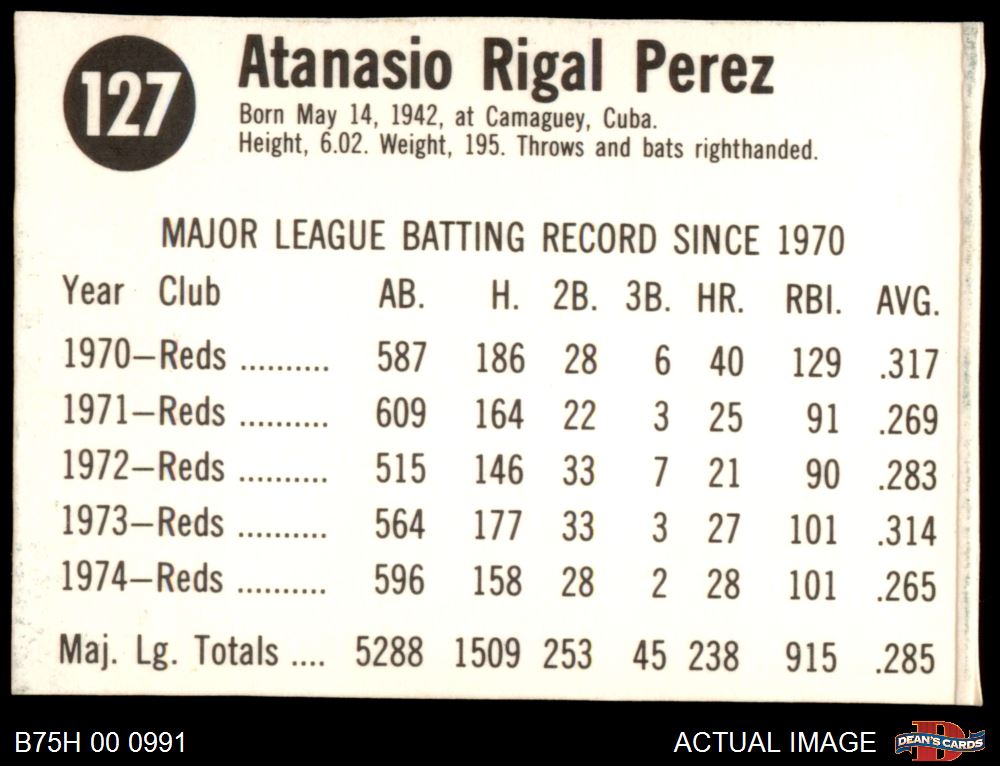 127
Atanasio Rigal Perez
Born May 14, 1942, at Camaguey, Cuba.
Height, 6.02. Weight, 195. Throws and bats righthanded.
MAJOR LEAGUE BATTING RECORD SINCE 1970
Year Club AB. H. 2B. 3B. HR. RBI. AVG.
1970—Reds .......... 587 186 28 6 40 129 .317
1971—Reds .......... 609 164 22 3 25 91 .269
1972—Reds .......... 515 146 33 7 21 90 .283
1973—Reds .......... 564 177 33 3 27 101 .314
1974—Reds .......... 596 158 28 2 28 101 .265
Maj. Lg. Totals .... 5288 1509 253 45 238 915 .285
B75H 00 0991
ACTUAL IMAGE
D
DEAN'S CARDS